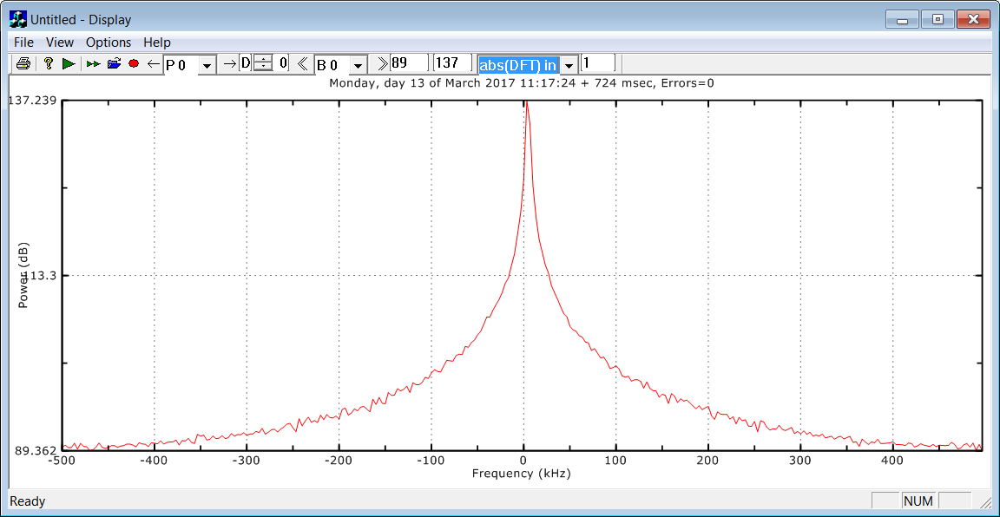 Untitled - Display
File View Options Help
P 0 D 0 B 0 89 137 abs(DFT) in 1
Monday, day 13 of March 2017 11:17:24 + 724 msec, Errors=0
137.239
113.3
89.362
Power (dB)
-500 -400 -300 -200 -100 0 100 200 300 400
Frequency (kHz)
Ready NUM